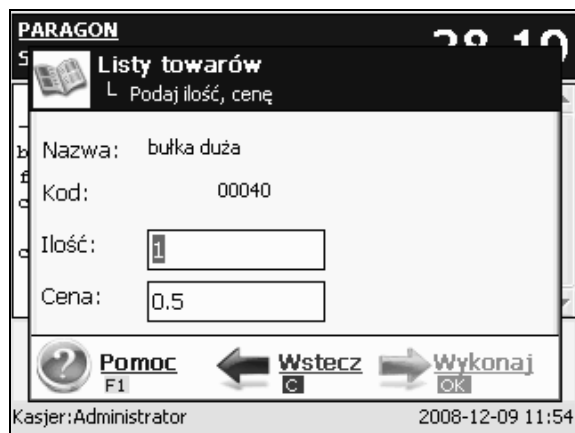 PARAGON
Listy towarów
└ Podaj ilość, cenę
Nazwa: bułka duża
Kod: 00040
Ilość: 1
Cena: 0.5
Pomoc F1
Wstecz C
Wykonaj OK
Kasjer:Administrator 2008-12-09 11:54